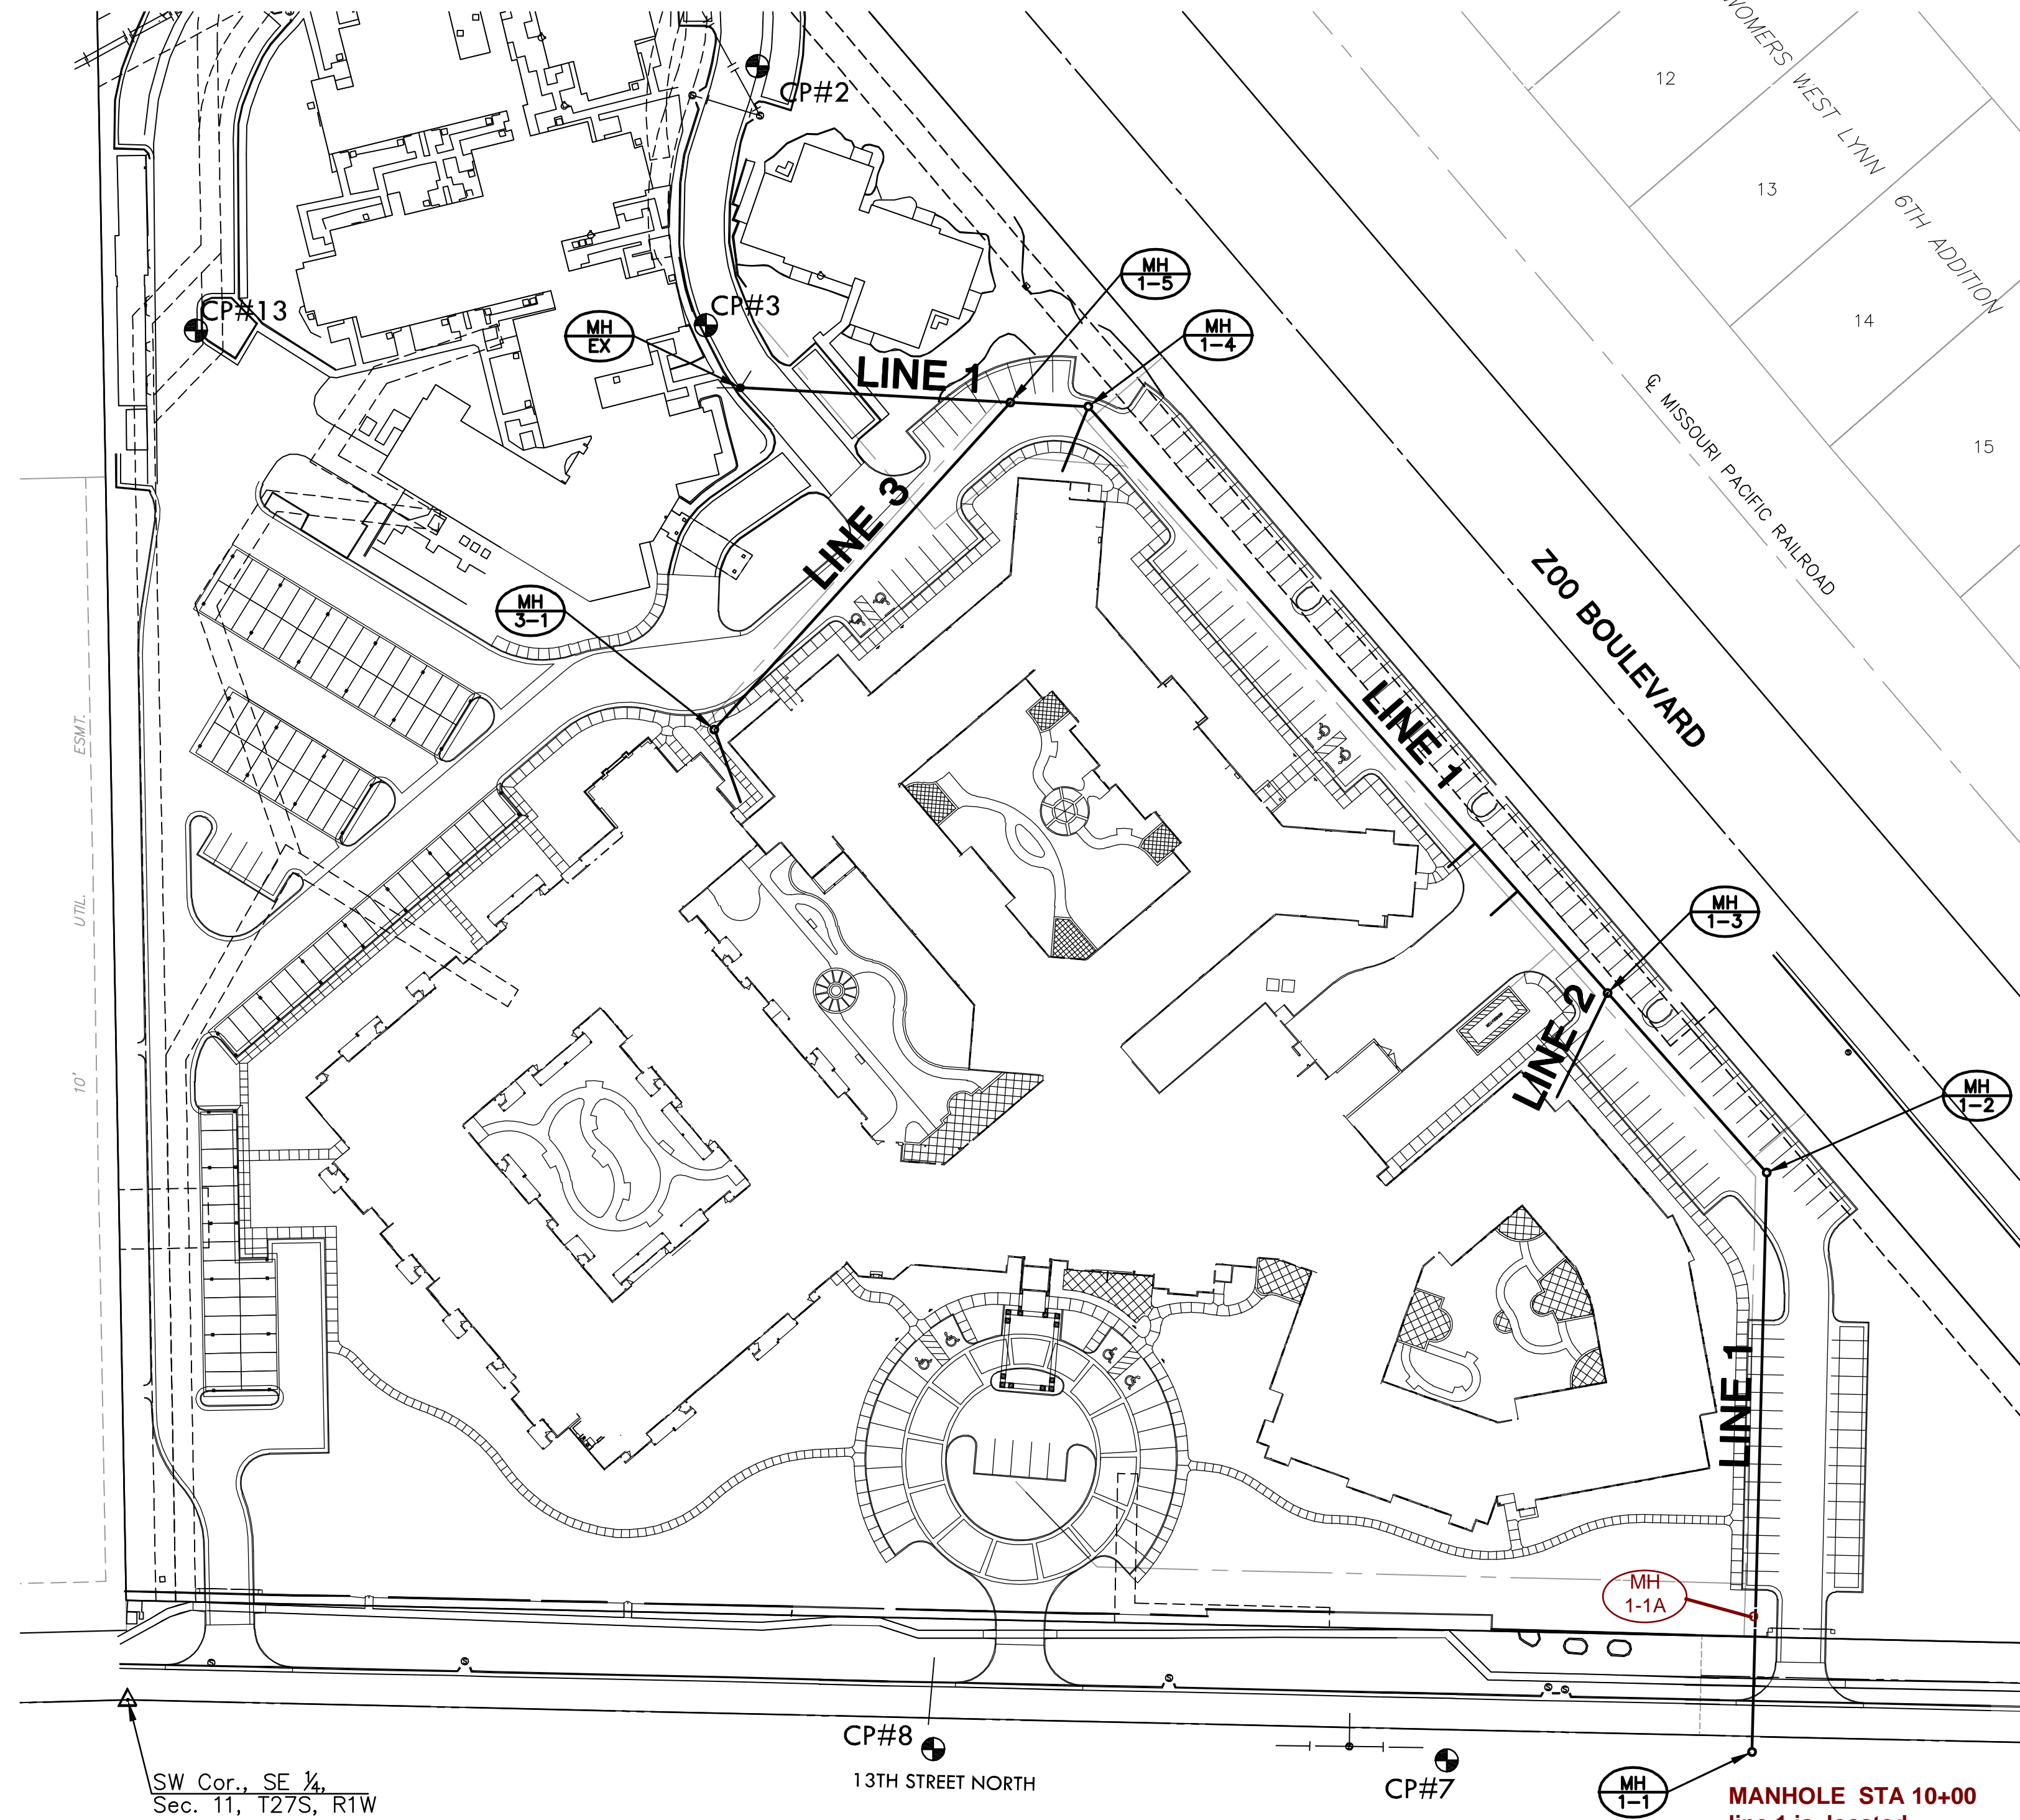 CP#2
WOMERS WEST LYNN 6TH ADDITION
12
13
14
15
CP#13
CP#3
MH
EX
MH
1-5
MH
1-4
LINE 1
LINE 3
MH
3-1
℄ MISSOURI PACIFIC RAILROAD
ZOO BOULEVARD
LINE 1
10' UTIL. ESMT.
MH
1-3
LINE 2
MH
1-2
LINE 1
MH
1-1A
CP#8
13TH STREET NORTH
CP#7
MH
1-1
SW Cor., SE ¼,
Sec. 11, T27S, R1W
MANHOLE STA 10+00
line 1 is located